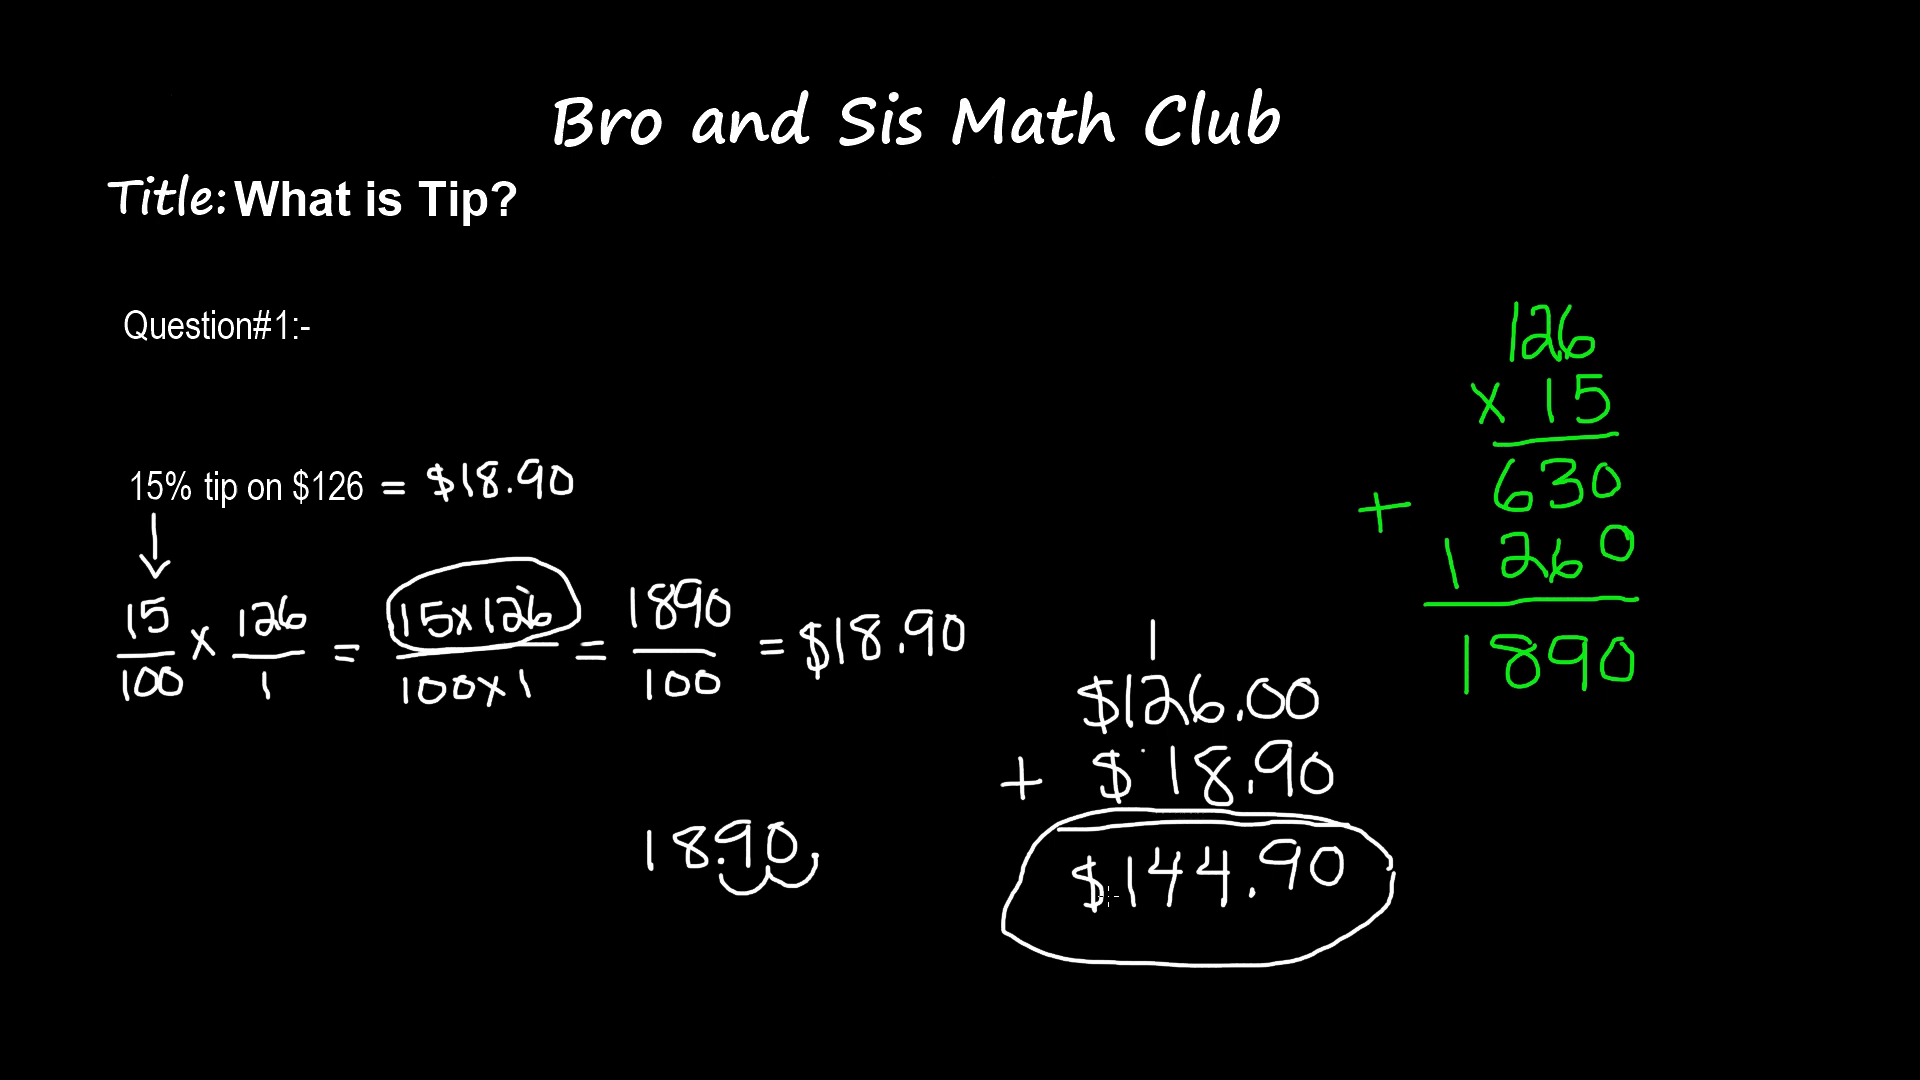 Bro and Sis Math Club
Title: What is Tip?
Question#1:-
15% tip on $126 = $18.90
15/100 x 126/1 = 15x126/100x1 = 1890/100 = $18.90
18.90.
1
$126.00
+ $ 18.90
$144.90
126
x 15
630
+ 1260
1890